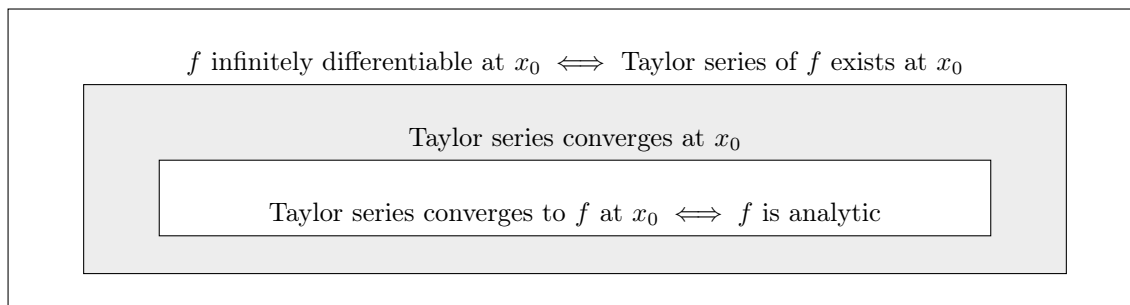 f infinitely differentiable at x₀ ⟺ Taylor series of f exists at x₀
Taylor series converges at x₀
Taylor series converges to f at x₀ ⟺ f is analytic